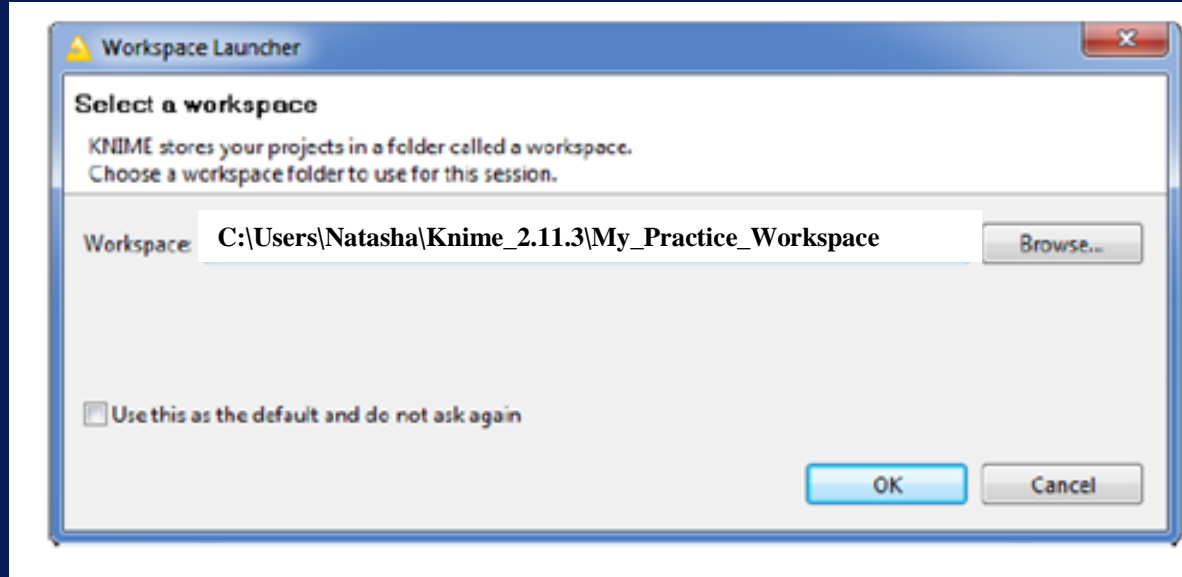 Workspace Launcher
Select a workspace
KNIME stores your projects in a folder called a workspace.
Choose a workspace folder to use for this session.
Workspace: C:\Users\Natasha\Knime_2.11.3\My_Practice_Workspace Browse...
Use this as the default and do not ask again
OK Cancel